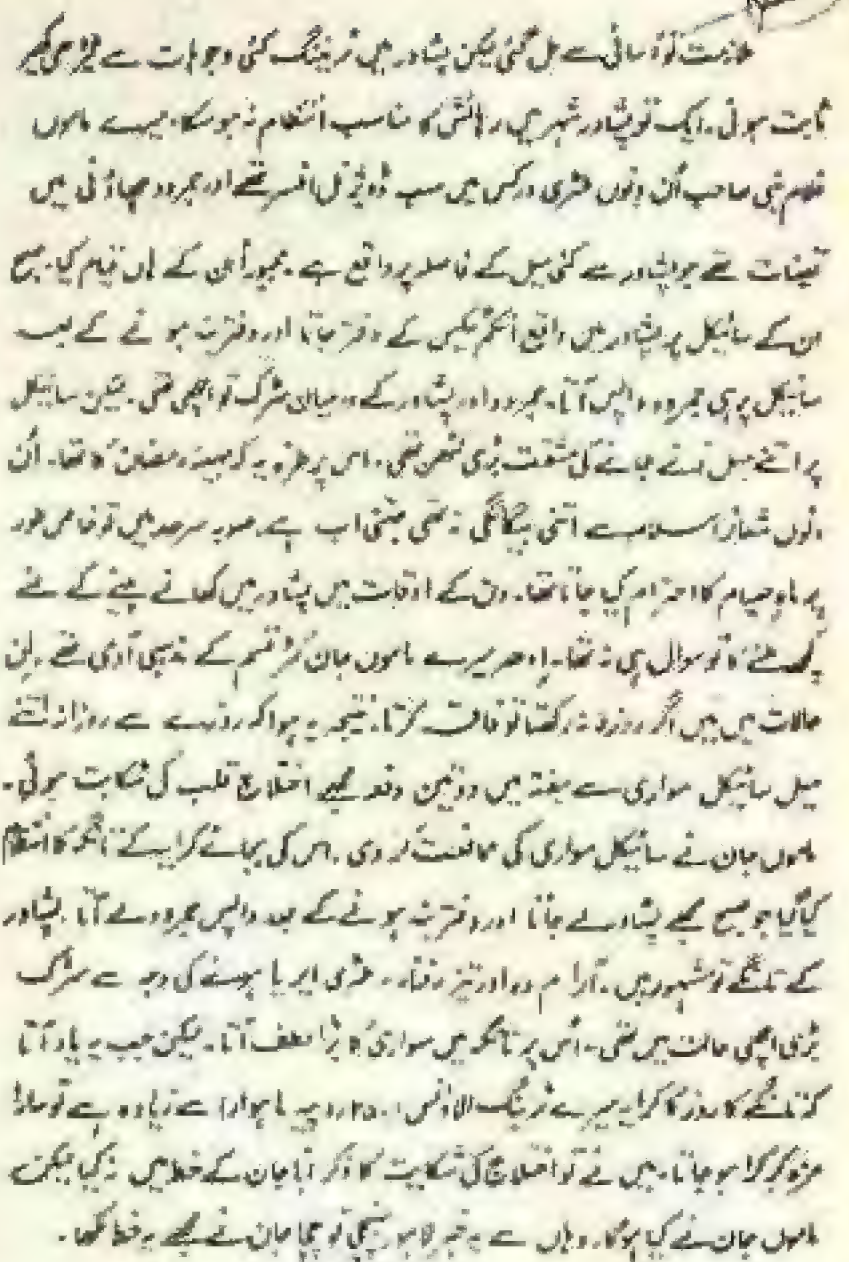 ملازمت تو آسانی سے مل گئی لیکن پشاور میں ٹریننگ کئی وجوہات سے ٹیڑھی کھیر
ثابت ہوئی۔ ایک تو پشاور شہر میں رہائش کا مناسب انتظام نہ ہو سکا۔ میرے ماموں
غلام نبی صاحب اُن دنوں ملٹری ورکس میں سب ڈویژنل افسر تھے اور جمرود چھاؤنی میں
تعینات تھے جو پشاور سے کئی میل کے فاصلہ پر واقع ہے۔ مجبوراً ان کے ہاں قیام کیا۔ صبح
ان کے سائیکل پر پشاور میں واقع انکم ٹیکس کے دفتر جاتا اور دفتر بند ہونے کے بعد
سائیکل پر ہی جمرود واپس آتا۔ جمرود اور پشاور کے درمیان سڑک تو اچھی تھی۔ لیکن سائیکل
پر اتنے میل آنے جانے کی مشقت بڑی کٹھن تھی۔ اس پر طرہ یہ کہ مہینہ رمضان کا تھا۔ اُن
دنوں شعائر اسلام سے اتنی بیگانگی نہ تھی جتنی اب ہے۔ صوبہ سرحد میں تو خاص طور
پر ماہِ صیام کا احترام کیا جاتا تھا۔ دن کے اوقات میں پشاور میں کھانے پینے کے لئے
کچھ ملنے کا تو سوال ہی نہ تھا۔ اِدھر میرے ماموں جان کٹر قسم کے مذہبی آدمی تھے۔ اِن
حالات میں میں اگر روزہ نہ رکھتا تو فاقہ کرتا۔ نتیجہ یہ ہوا کہ روزے سے روزانہ اتنے
میل سائیکل سواری سے ہفتہ میں دو تین دفعہ مجھے اختلاجِ قلب کی شکایت ہوئی۔
ماموں جان نے سائیکل سواری کی ممانعت کر دی۔ اس کی بجائے کرایہ کے تانگہ کا انتظام
کیا گیا جو صبح مجھے پشاور لے جاتا اور دفتر بند ہونے کے بعد واپس جمرود لے آتا۔ پشاور
کے تانگے تو مشہور ہیں۔ آرام دہ اور تیز رفتار۔ ملٹری ایریا ہونے کی وجہ سے سڑک
بڑی اچھی حالت میں تھی۔ اُس پر تانگہ میں سواری کا بڑا لطف آتا۔ لیکن جب یہ یاد آتا
کہ تانگے کا روز کا کرایہ میرے ٹریننگ الاؤنس روپیہ ماہوار) سے زیادہ ہے تو سارا
مزہ کرکرا ہو جاتا۔ میں نے تو اختلاج کی شکایت کا ذکر ابا جان کے خط میں نہ کیا لیکن
ماموں جان نے کیا ہو گا۔ وہاں سے یہ خبر لاہور پہنچی تو چچا جان نے مجھے یہ خط لکھا۔